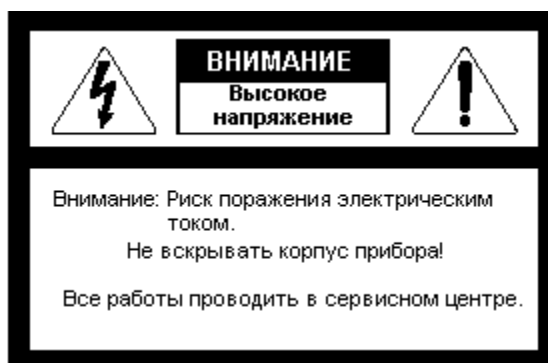 ВНИМАНИЕ
Высокое
напряжение
Внимание: Риск поражения электрическим
током.
Не вскрывать корпус прибора!
Все работы проводить в сервисном центре.